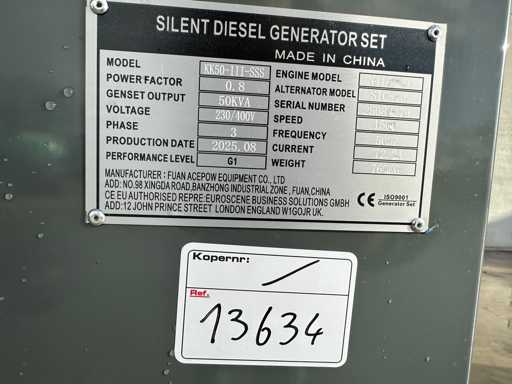 SILENT DIESEL GENERATOR SET
MADE IN CHINA
MODEL KK50-III-SSS
POWER FACTOR 0.8
GENSET OUTPUT 50KVA
VOLTAGE 230/400V
PHASE 3
PRODUCTION DATE 2025.08
PERFORMANCE LEVEL G1
ENGINE MODEL
ALTERNATOR MODEL
SERIAL NUMBER
SPEED
FREQUENCY
CURRENT
WEIGHT
MANUFACTURER : FUAN ACEPOW EQUIPMENT CO., LTD
ADD: NO.98 XINGDA ROAD,BANZHONG INDUSTRIAL ZONE , FUAN,CHINA
CE EU AUTHORISED REPRE: EUROSCENE BUSINESS SOLUTIONS GMBH
ADD:12 JOHN PRINCE STREET LONDON ENGLAND W1GOJR UK.
CE ISO9001
Generator Set
Kopernr:
Ref.
13634